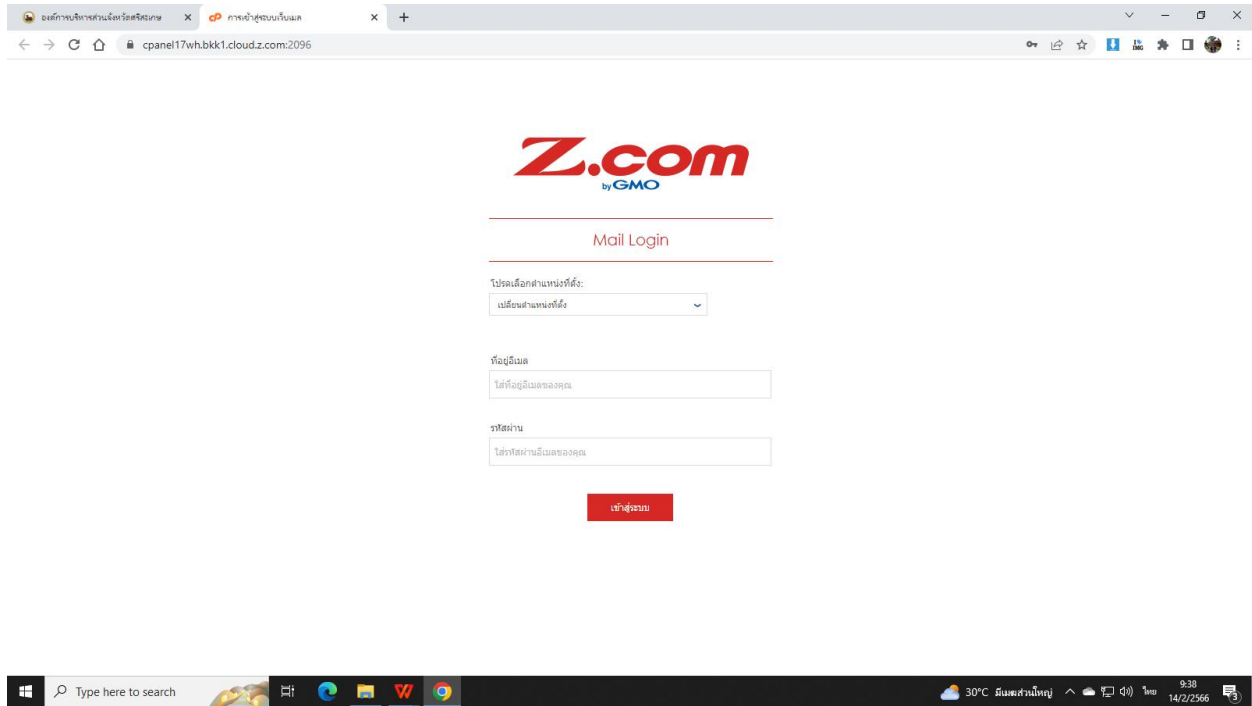 องค์การบริหารส่วนจังหวัดศรีสะเกษ
cP การเข้าสู่ระบบเว็บเมล
cpanel17wh.bkk1.cloud.z.com:2096
Z.com
by GMO
Mail Login
โปรดเลือกตำแหน่งที่ตั้ง:
เปลี่ยนตำแหน่งที่ตั้ง
ที่อยู่อีเมล
ใส่ที่อยู่อีเมลของคุณ
รหัสผ่าน
ใส่รหัสผ่านอีเมลของคุณ
เข้าสู่ระบบ
Type here to search
30°C มีเมฆส่วนใหญ่
ไทย
9:38
14/2/2566
3